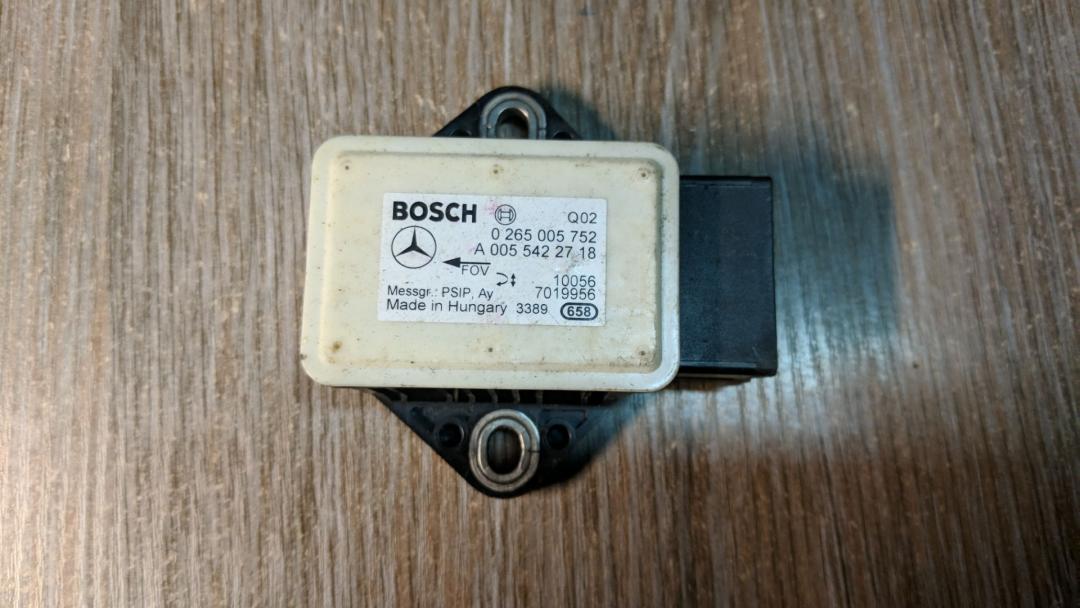 BOSCH Q02
0 265 005 752
A 005 542 27 18
FOV
10056
Messgr.: PSIP, Ay 7019956
Made in Hungary 3389 658